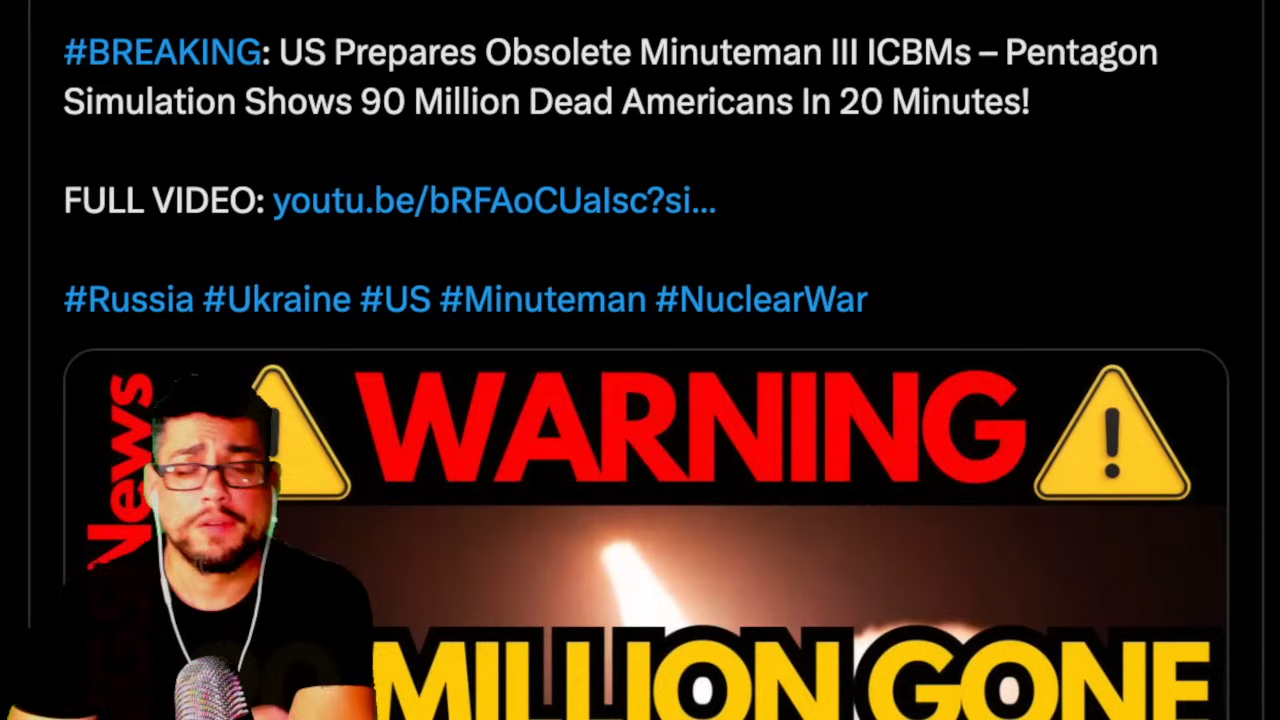 #BREAKING: US Prepares Obsolete Minuteman III ICBMs – Pentagon
Simulation Shows 90 Million Dead Americans In 20 Minutes!
FULL VIDEO: youtu.be/bRFAoCUaIsc?si...
#Russia #Ukraine #US #Minuteman #NuclearWar
WARNING
News
MILLION GONE